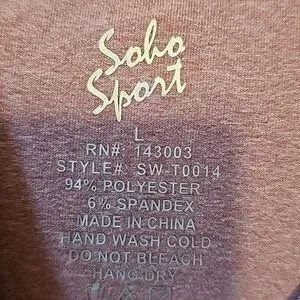 Soho
Sport
L
RN#: 143003
STYLE#: SW-T0014
94% POLYESTER
6% SPANDEX
MADE IN CHINA
HAND WASH COLD
DO NOT BLEACH
HANG DRY